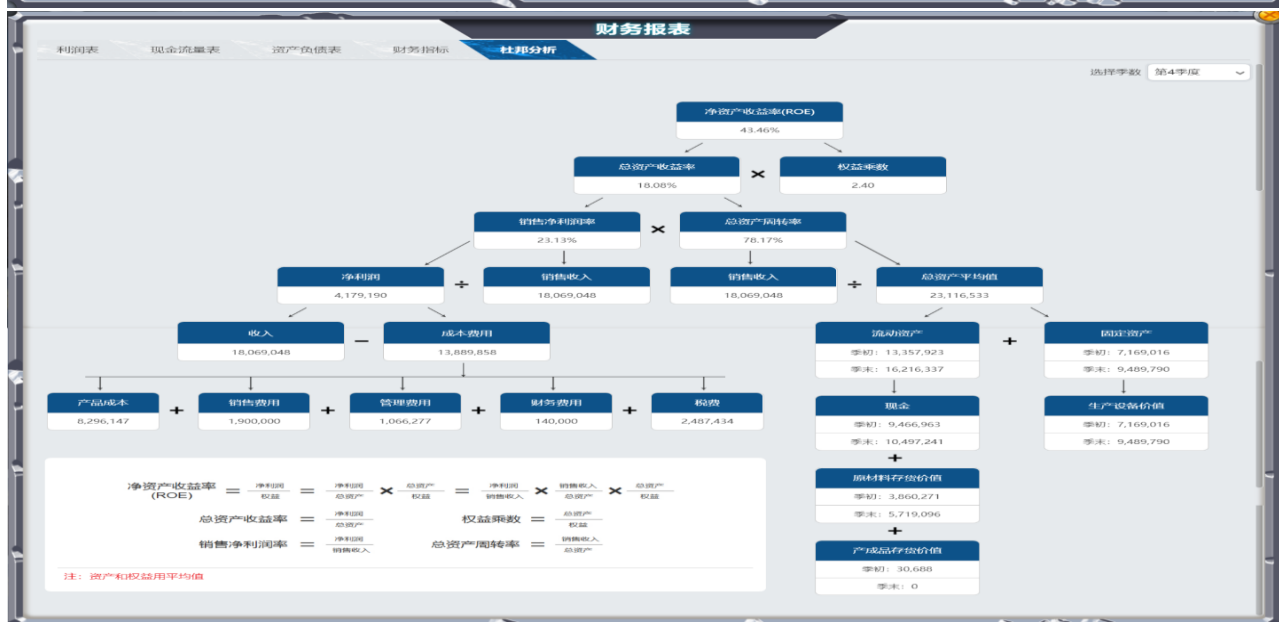 财务报表
利润表 现金流量表 资产负债表 财务指标 杜邦分析
选择季数 第4季度
净资产收益率(ROE)
43.46%
总资产收益率 × 权益乘数
18.08% 2.40
销售净利润率 × 总资产周转率
23.13% 78.17%
净利润 ÷ 销售收入 销售收入 ÷ 总资产平均值
4,179,190 18,069,048 18,069,048 23,116,533
收入 − 成本费用 流动资产 + 固定资产
18,069,048 13,889,858 季初: 13,357,923 季初: 7,169,016
季末: 16,216,337 季末: 9,489,790
产品成本 + 销售费用 + 管理费用 + 财务费用 + 税费 现金 生产设备价值
8,296,147 1,900,000 1,066,277 140,000 2,487,434 季初: 9,466,963 季初: 7,169,016
季末: 10,497,241 季末: 9,489,790
+
原材料存货价值
季初: 3,860,271
季末: 5,719,096
+
产成品存货价值
季初: 30,688
季末: 0
净资产收益率(ROE) = 净利润/权益 = 净利润/总资产 × 总资产/权益 = 净利润/销售收入 × 销售收入/总资产 × 总资产/权益
总资产收益率 = 净利润/总资产 权益乘数 = 总资产/权益
销售净利润率 = 净利润/销售收入 总资产周转率 = 销售收入/总资产
注: 资产和权益用平均值